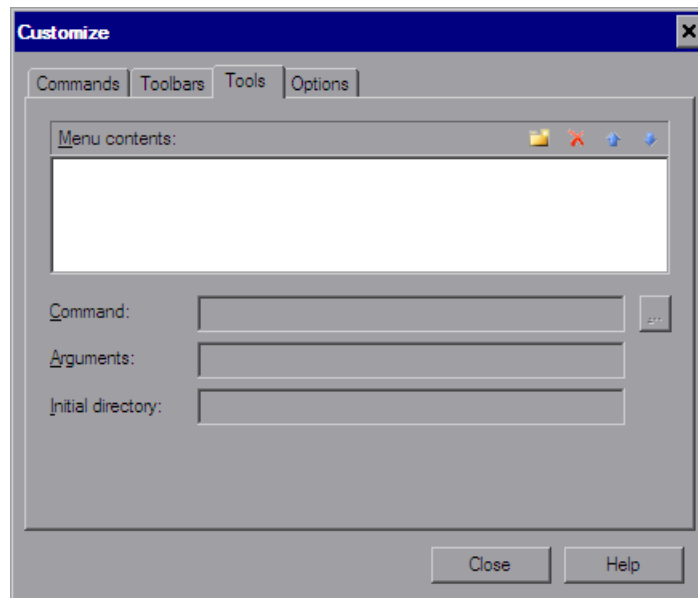 Customize
Commands Toolbars Tools Options
Menu contents:
Command:
...
Arguments:
Initial directory:
Close Help